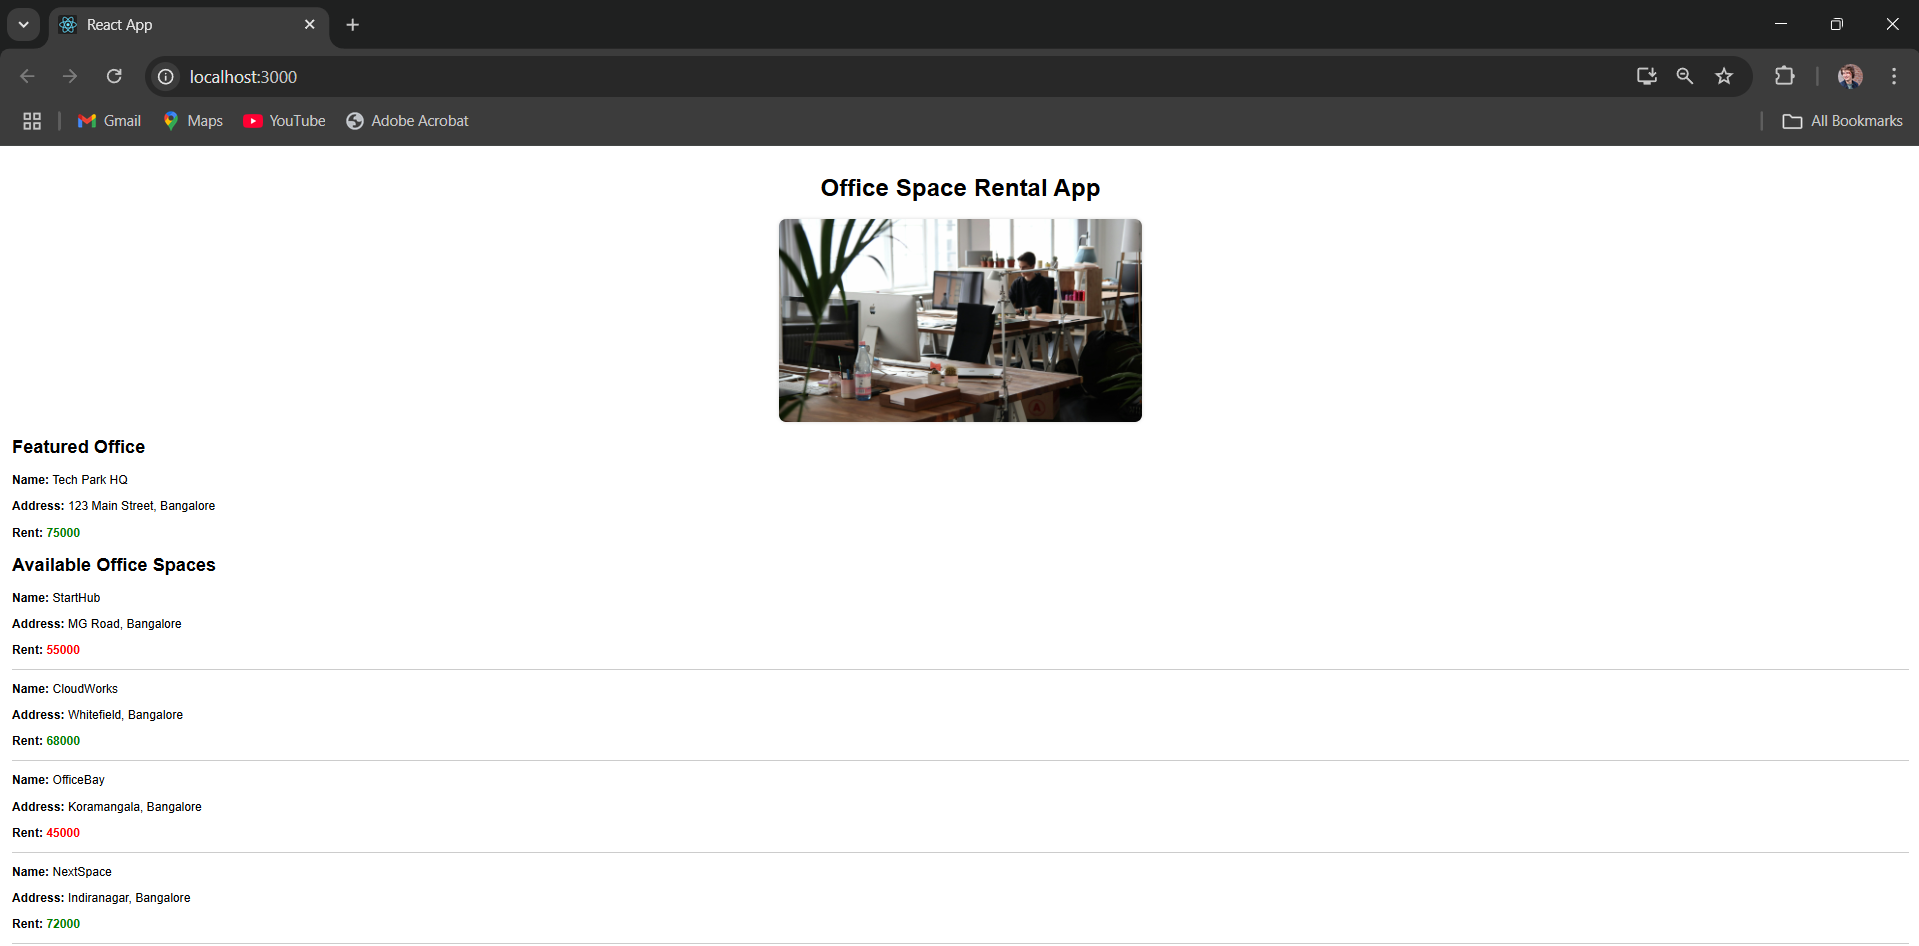 React App
localhost:3000
Gmail
Maps
YouTube
Adobe Acrobat
All Bookmarks
Office Space Rental App
Featured Office
Name: Tech Park HQ
Address: 123 Main Street, Bangalore
Rent: 75000
Available Office Spaces
Name: StartHub
Address: MG Road, Bangalore
Rent: 55000
Name: CloudWorks
Address: Whitefield, Bangalore
Rent: 68000
Name: OfficeBay
Address: Koramangala, Bangalore
Rent: 45000
Name: NextSpace
Address: Indiranagar, Bangalore
Rent: 72000